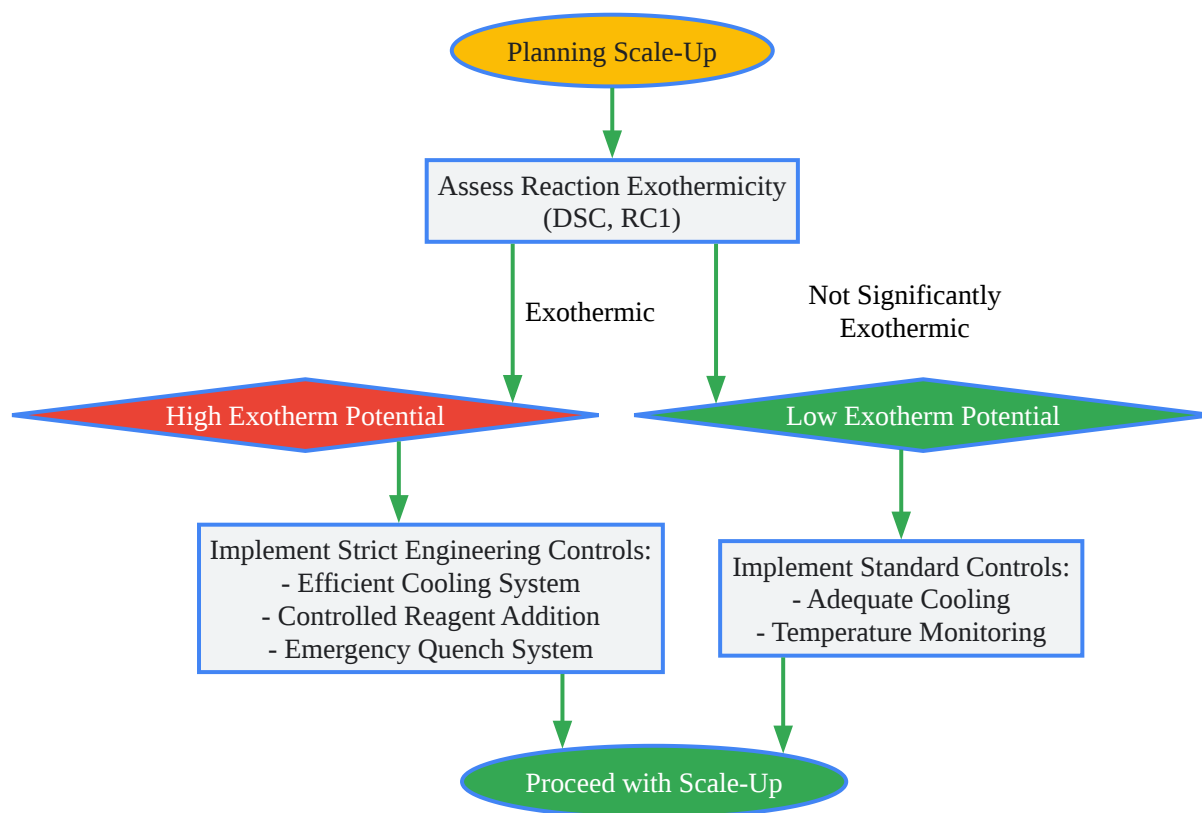 Planning Scale-Up
Assess Reaction Exothermicity
(DSC, RC1)
Exothermic
Not Significantly
Exothermic
High Exotherm Potential
Low Exotherm Potential
Implement Strict Engineering Controls:
- Efficient Cooling System
- Controlled Reagent Addition
- Emergency Quench System
Implement Standard Controls:
- Adequate Cooling
- Temperature Monitoring
Proceed with Scale-Up